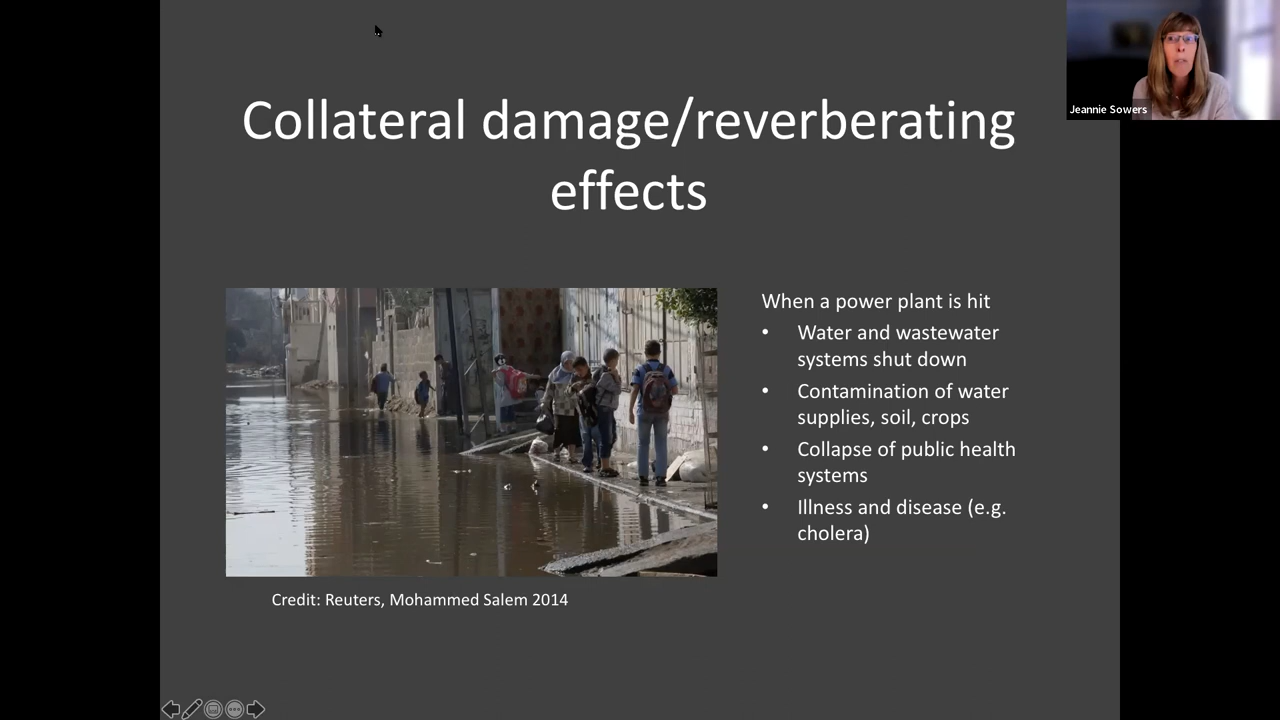 Collateral damage/reverberating
effects
Jeannie Sowers
When a power plant is hit
• Water and wastewater
systems shut down
• Contamination of water
supplies, soil, crops
• Collapse of public health
systems
• Illness and disease (e.g.
cholera)
Credit: Reuters, Mohammed Salem 2014